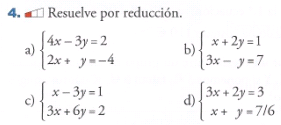 4. Resuelve por reducción.
a) { 4x – 3y = 2
2x + y = –4
b) { x + 2y = 1
3x – y = 7
c) { x – 3y = 1
3x + 6y = 2
d) { 3x + 2y = 3
x + y = 7/6